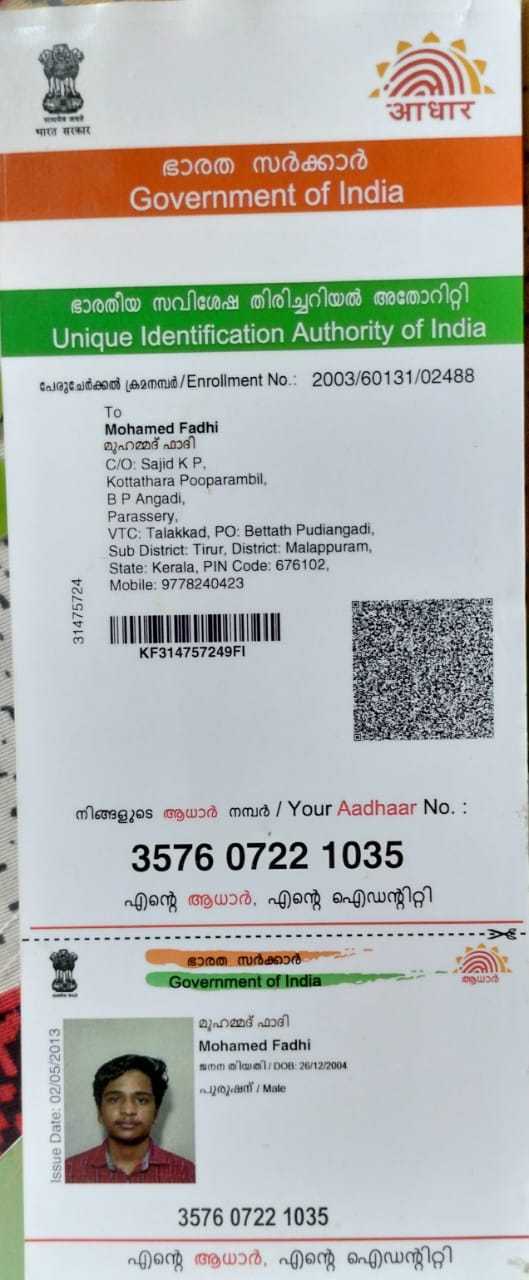 सत्यमेव जयते
भारत सरकार
आधार
ഭാരത സർക്കാർ
Government of India
ഭാരതീയ സവിശേഷ തിരിച്ചറിയൽ അതോറിറ്റി
Unique Identification Authority of India
പേരുചേർക്കൽ ക്രമനമ്പർ/Enrollment No.: 2003/60131/02488
To
Mohamed Fadhi
മുഹമ്മദ് ഫാദി
C/O: Sajid K P,
Kottathara Pooparambil,
B P Angadi,
Parassery,
VTC: Talakkad, PO: Bettath Pudiangadi,
Sub District: Tirur, District: Malappuram,
State: Kerala, PIN Code: 676102,
Mobile: 9778240423
31475724
KF314757249FI
നിങ്ങളുടെ ആധാർ നമ്പർ / Your Aadhaar No. :
3576 0722 1035
എന്റെ ആധാർ, എന്റെ ഐഡന്റിറ്റി
ഭാരത സർക്കാർ
Government of India
ആധാർ
Issue Date: 02/05/2013
മുഹമ്മദ് ഫാദി
Mohamed Fadhi
ജനന തിയതി / DOB: 26/12/2004
പുരുഷന് / Male
3576 0722 1035
എന്റെ ആധാർ, എന്റെ ഐഡന്റിറ്റി